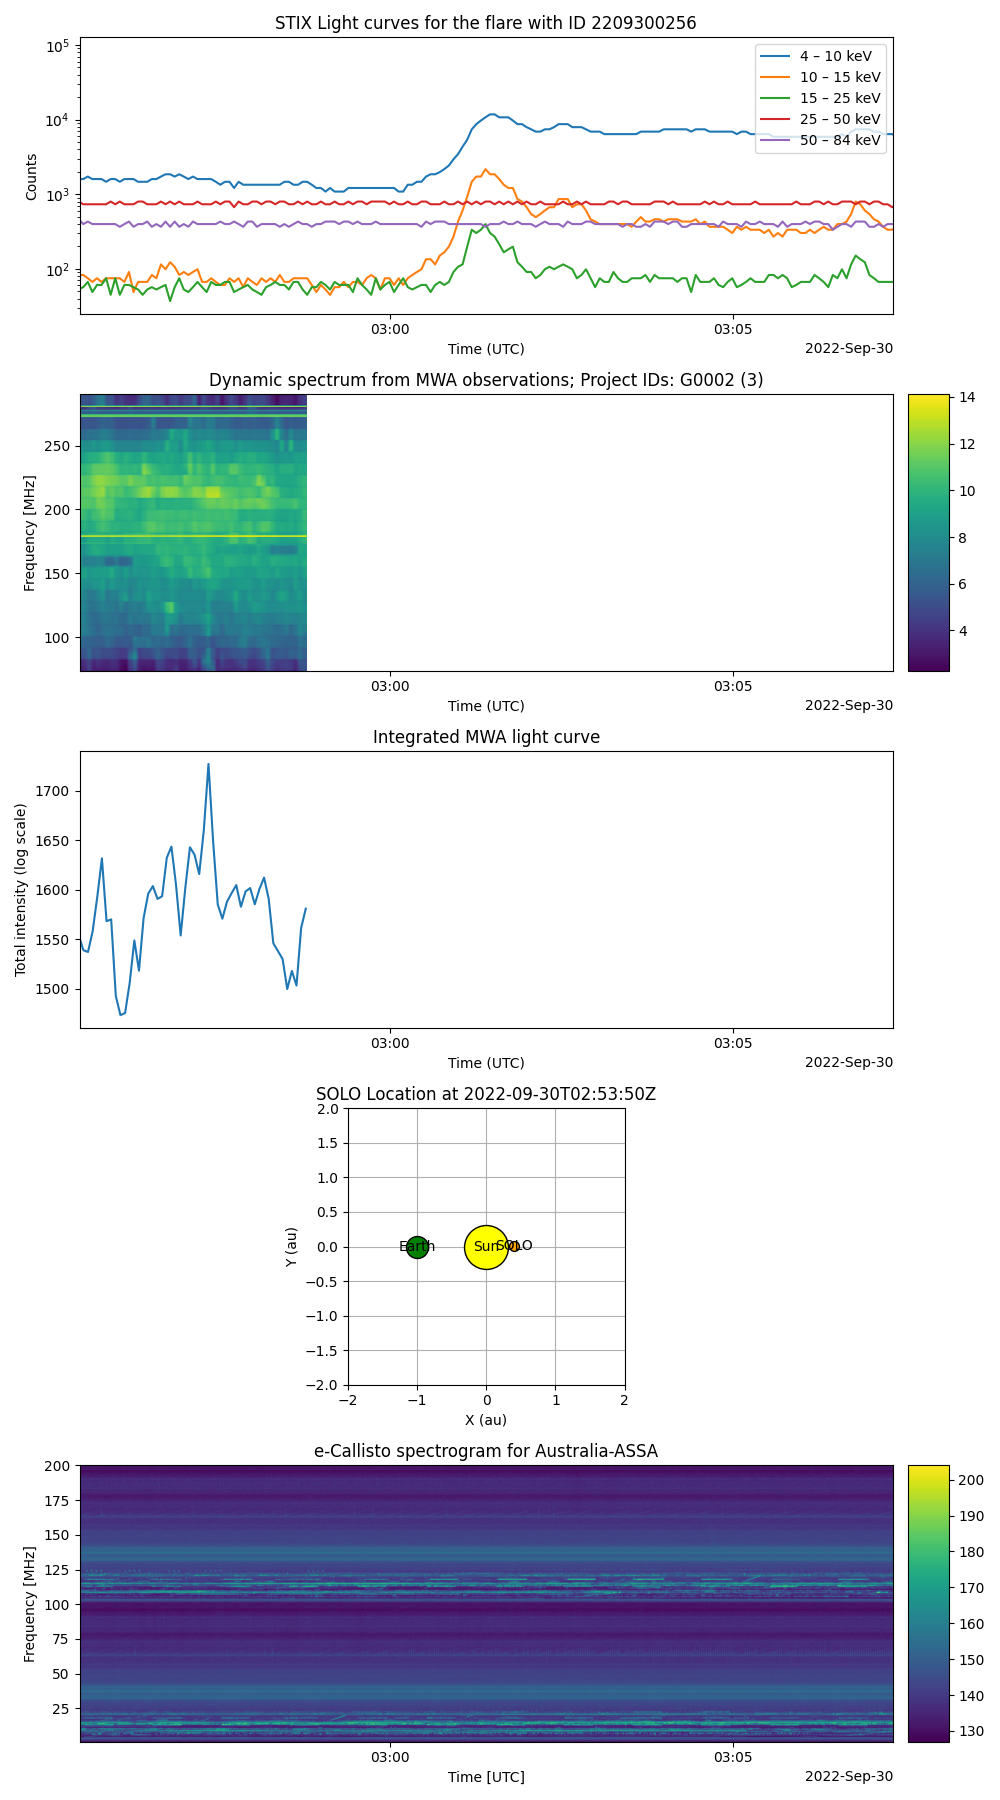 STIX Light curves for the flare with ID 2209300256
10⁵
10⁴
10³
10²
Counts
4 – 10 keV
10 – 15 keV
15 – 25 keV
25 – 50 keV
50 – 84 keV
03:00
03:05
Time (UTC)
2022-Sep-30
Dynamic spectrum from MWA observations; Project IDs: G0002 (3)
250
200
150
100
Frequency [MHz]
14
12
10
8
6
4
03:00
03:05
Time (UTC)
2022-Sep-30
Integrated MWA light curve
1700
1650
1600
1550
1500
Total intensity (log scale)
03:00
03:05
Time (UTC)
2022-Sep-30
SOLO Location at 2022-09-30T02:53:50Z
2.0
1.5
1.0
0.5
0.0
−0.5
−1.0
−1.5
−2.0
Y (au)
Earth
Sun
SOLO
−2
−1
0
1
2
X (au)
e-Callisto spectrogram for Australia-ASSA
200
175
150
125
100
75
50
25
Frequency [MHz]
200
190
180
170
160
150
140
130
03:00
03:05
Time [UTC]
2022-Sep-30